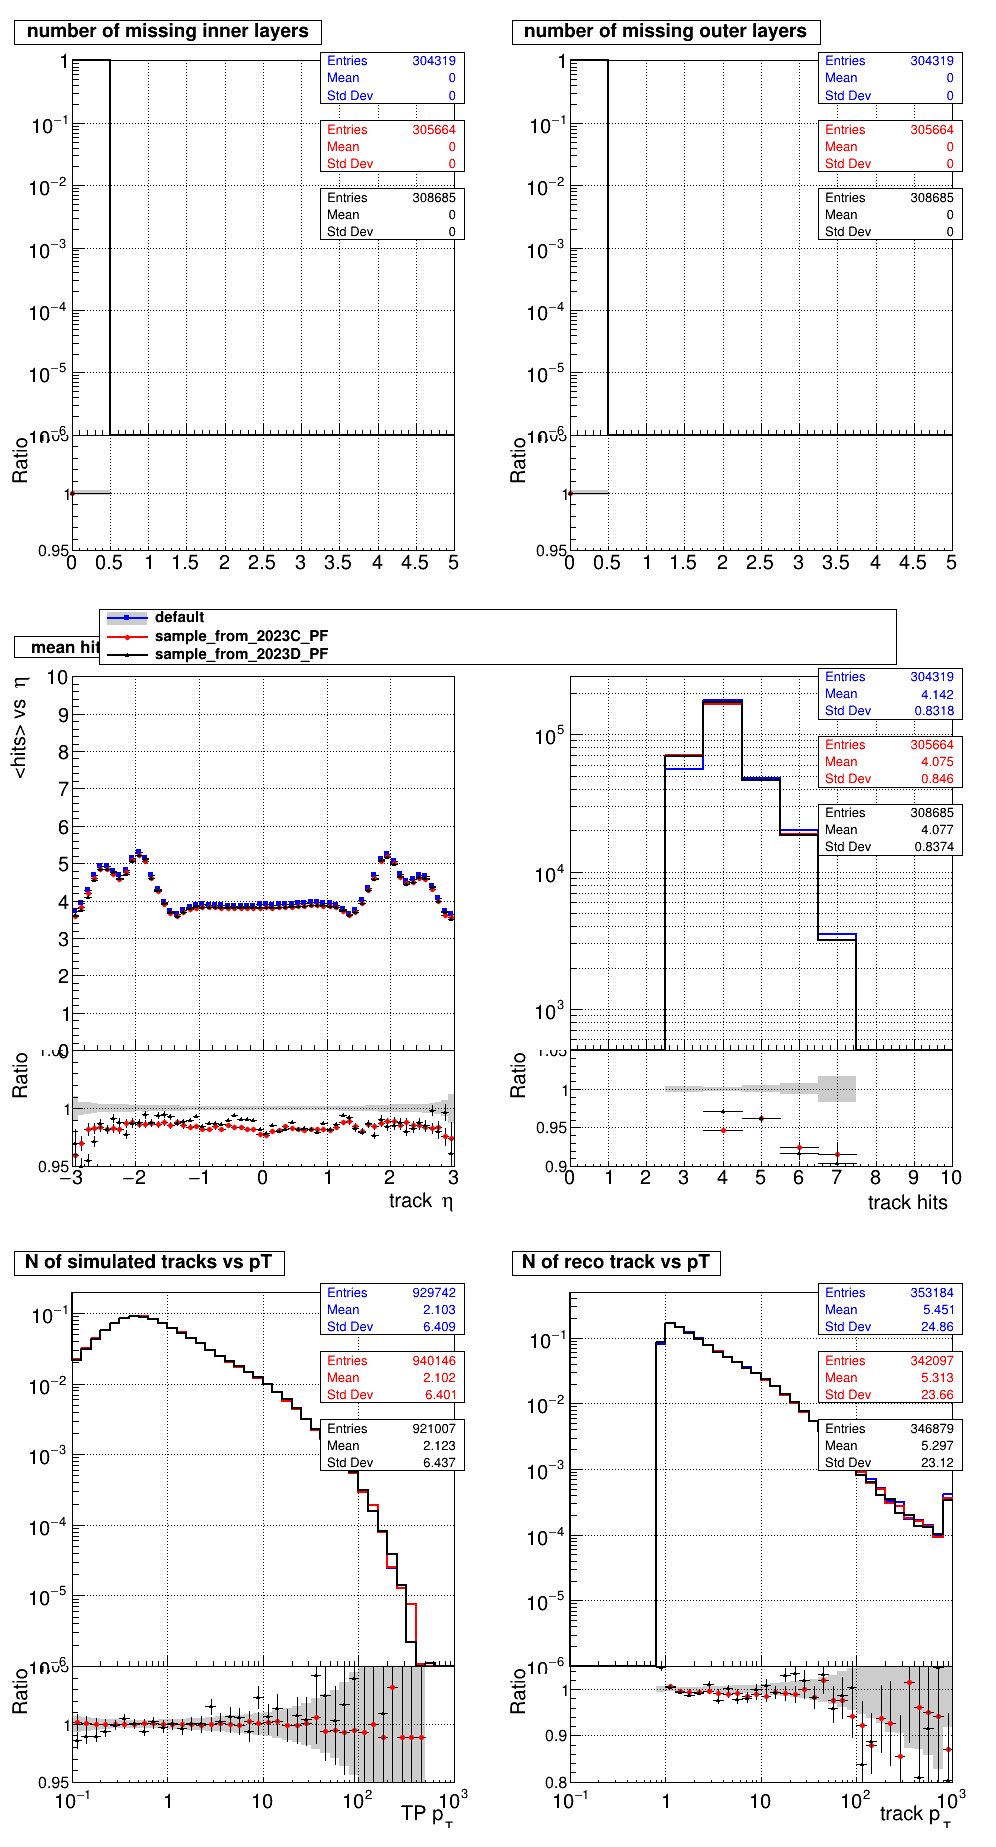 number of missing inner layers
Entries 304319
Mean 0
Std Dev 0
Entries 305664
Mean 0
Std Dev 0
Entries 308685
Mean 0
Std Dev 0
1
10⁻¹
10⁻²
10⁻³
10⁻⁴
10⁻⁵
10⁻⁶
Ratio
1
0.95
0 0.5 1 1.5 2 2.5 3 3.5 4 4.5 5
number of missing outer layers
Entries 304319
Mean 0
Std Dev 0
Entries 305664
Mean 0
Std Dev 0
Entries 308685
Mean 0
Std Dev 0
1
10⁻¹
10⁻²
10⁻³
10⁻⁴
10⁻⁵
10⁻⁶
Ratio
1
0.95
0 0.5 1 1.5 2 2.5 3 3.5 4 4.5 5
default
sample_from_2023C_PF
sample_from_2023D_PF
mean hit
<hits> vs η
10
9
8
7
6
5
4
3
2
1
0
Ratio
1
0.95
−3 −2 −1 0 1 2 3
track η
Entries 304319
Mean 4.142
Std Dev 0.8318
Entries 305664
Mean 4.075
Std Dev 0.846
Entries 308685
Mean 4.077
Std Dev 0.8374
10⁵
10⁴
10³
Ratio
1.05
1
0.95
0.9
0 1 2 3 4 5 6 7 8 9 10
track hits
N of simulated tracks vs pT
Entries 929742
Mean 2.103
Std Dev 6.409
Entries 940146
Mean 2.102
Std Dev 6.401
Entries 921007
Mean 2.123
Std Dev 6.437
10⁻¹
10⁻²
10⁻³
10⁻⁴
10⁻⁵
10⁻⁶
Ratio
1
0.95
10⁻¹ 1 10 10² 10³
TP p_T
N of reco track vs pT
Entries 353184
Mean 5.451
Std Dev 24.86
Entries 342097
Mean 5.313
Std Dev 23.66
Entries 346879
Mean 5.297
Std Dev 23.12
10⁻¹
10⁻²
10⁻³
10⁻⁴
10⁻⁵
10⁻⁶
Ratio
1
0.9
0.8
10⁻¹ 1 10 10² 10³
track p_T